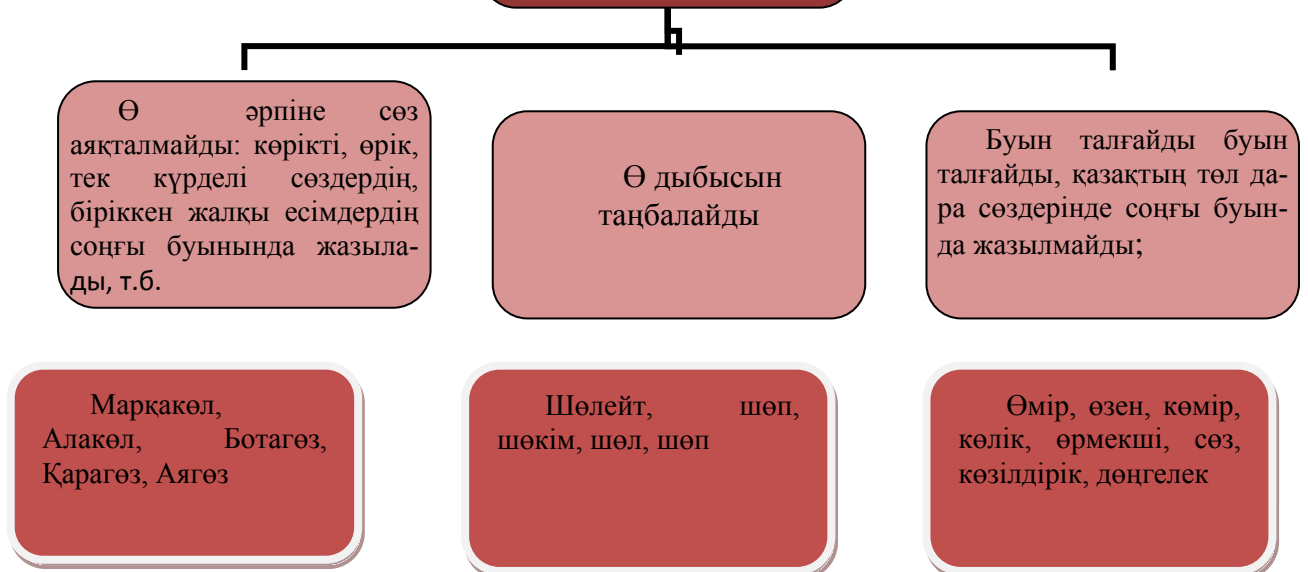 Ө әрпіне сөз
аяқталмайды: көрікті, өрік,
тек күрделі сөздердің,
біріккен жалқы есімдердің
соңғы буынында жазыла-
ды, т.б.
Ө дыбысын
таңбалайды
Буын талғайды буын
талғайды, қазақтың төл да-
ра сөздерінде соңғы буын-
да жазылмайды;
Марқакөл,
Алакөл, Ботагөз,
Қарагөз, Аягөз
Шөлейт, шөп,
шөкім, шөл, шөп
Өмір, өзен, көмір,
көлік, өрмекші, сөз,
көзілдірік, дөңгелек